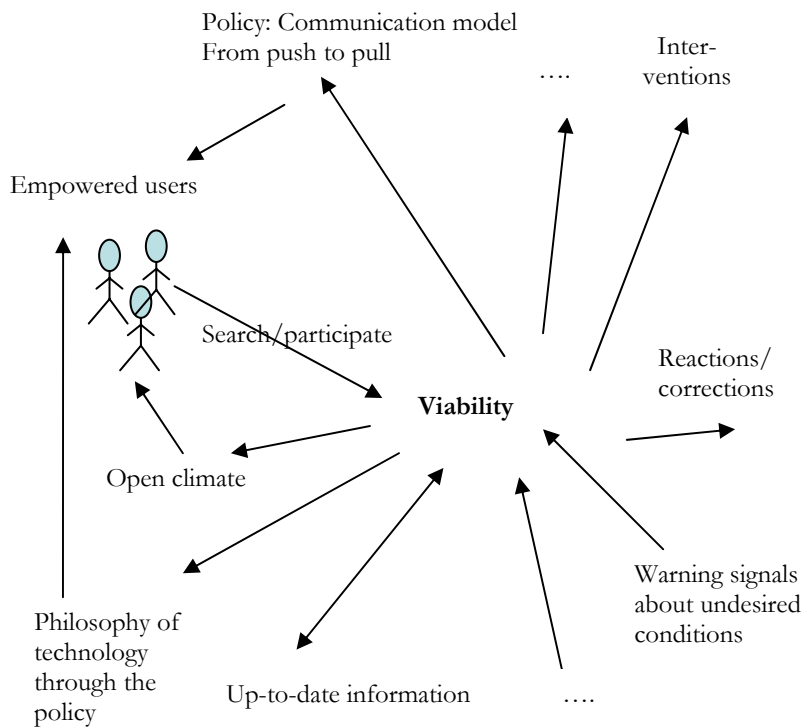 Policy: Communication model
From push to pull
….
Inter-
ventions
Empowered users
Search/participate
Reactions/
corrections
Viability
Open climate
Warning signals
about undesired
conditions
Philosophy of
technology
through the
policy
Up-to-date information
….